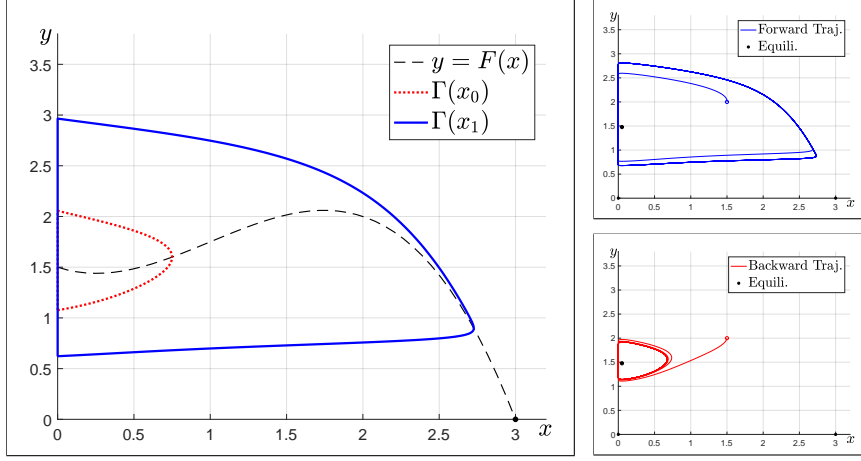 y
3.5
3
2.5
2
1.5
1
0.5
0
0 0.5 1 1.5 2 2.5 3 x
y = F(x)
Γ(x₀)
Γ(x₁)
y
3.5
3
2.5
2
1.5
1
0.5
0
0 0.5 1 1.5 2 2.5 3
x
Forward Traj.
Equili.
y
3.5
3
2.5
2
1.5
1
0.5
0
0 0.5 1 1.5 2 2.5 3
x
Backward Traj.
Equili.